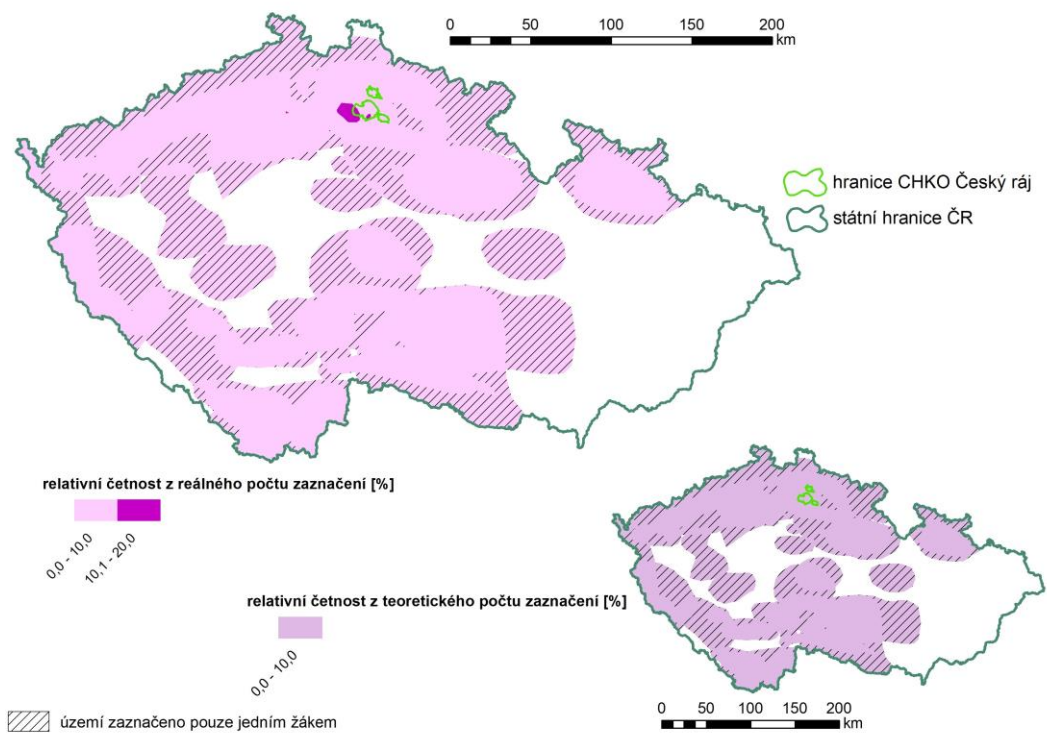 0 50 100 150 200
km
hranice CHKO Český ráj
státní hranice ČR
relativní četnost z reálného počtu zaznačení [%]
0,0 - 10,0
10,1 - 20,0
relativní četnost z teoretického počtu zaznačení [%]
0,0 - 10,0
území zaznačeno pouze jedním žákem
0 50 100 150 200
km